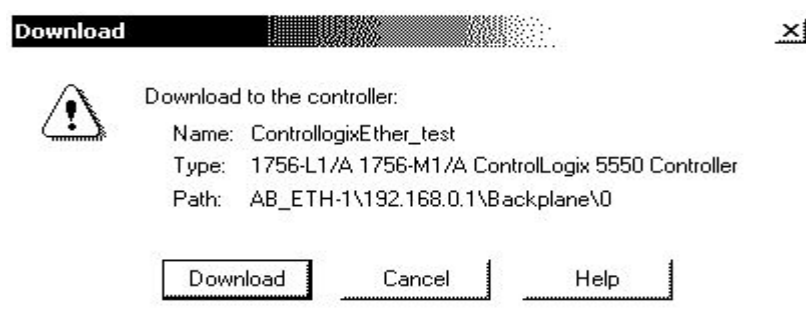 Download
Download to the controller:
Name: ControllogixEther_test
Type: 1756-L1/A 1756-M1/A ControlLogix 5550 Controller
Path: AB_ETH-1\192.168.0.1\Backplane\0
Download Cancel Help